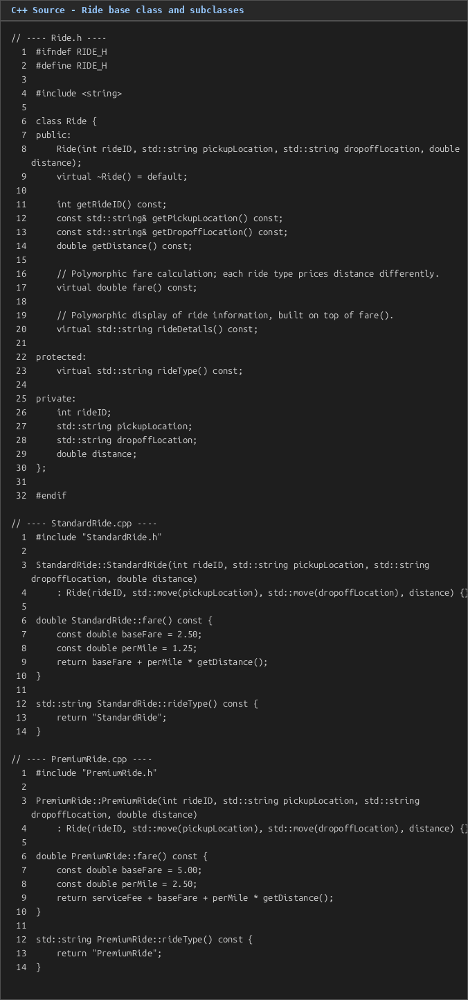 C++ Source - Ride base class and subclasses
// ---- Ride.h ----
1 #ifndef RIDE_H
2 #define RIDE_H
3
4 #include <string>
5
6 class Ride {
7 public:
8     Ride(int rideID, std::string pickupLocation, std::string dropoffLocation, double
distance);
9     virtual ~Ride() = default;
10
11     int getRideID() const;
12     const std::string& getPickupLocation() const;
13     const std::string& getDropoffLocation() const;
14     double getDistance() const;
15
16     // Polymorphic fare calculation; each ride type prices distance differently.
17     virtual double fare() const;
18
19     // Polymorphic display of ride information, built on top of fare().
20     virtual std::string rideDetails() const;
21
22 protected:
23     virtual std::string rideType() const;
24
25 private:
26     int rideID;
27     std::string pickupLocation;
28     std::string dropoffLocation;
29     double distance;
30 };
31
32 #endif
// ---- StandardRide.cpp ----
1 #include "StandardRide.h"
2
3 StandardRide::StandardRide(int rideID, std::string pickupLocation, std::string
dropoffLocation, double distance)
4     : Ride(rideID, std::move(pickupLocation), std::move(dropoffLocation), distance) {}
5
6 double StandardRide::fare() const {
7     const double baseFare = 2.50;
8     const double perMile = 1.25;
9     return baseFare + perMile * getDistance();
10 }
11
12 std::string StandardRide::rideType() const {
13     return "StandardRide";
14 }
// ---- PremiumRide.cpp ----
1 #include "PremiumRide.h"
2
3 PremiumRide::PremiumRide(int rideID, std::string pickupLocation, std::string
dropoffLocation, double distance)
4     : Ride(rideID, std::move(pickupLocation), std::move(dropoffLocation), distance) {}
5
6 double PremiumRide::fare() const {
7     const double baseFare = 5.00;
8     const double perMile = 2.50;
9     return serviceFee + baseFare + perMile * getDistance();
10 }
11
12 std::string PremiumRide::rideType() const {
13     return "PremiumRide";
14 }